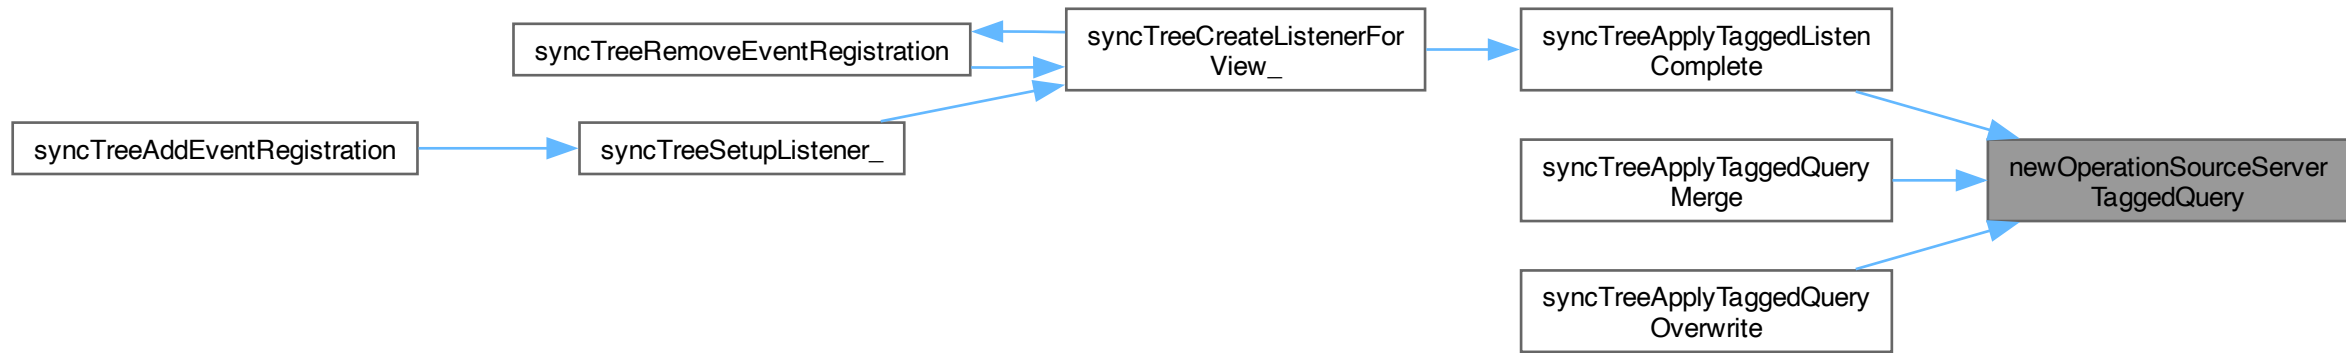 syncTreeAddEventRegistration
syncTreeRemoveEventRegistration
syncTreeSetupListener_
syncTreeCreateListenerFor
View_
syncTreeApplyTaggedListen
Complete
syncTreeApplyTaggedQuery
Merge
syncTreeApplyTaggedQuery
Overwrite
newOperationSourceServer
TaggedQuery